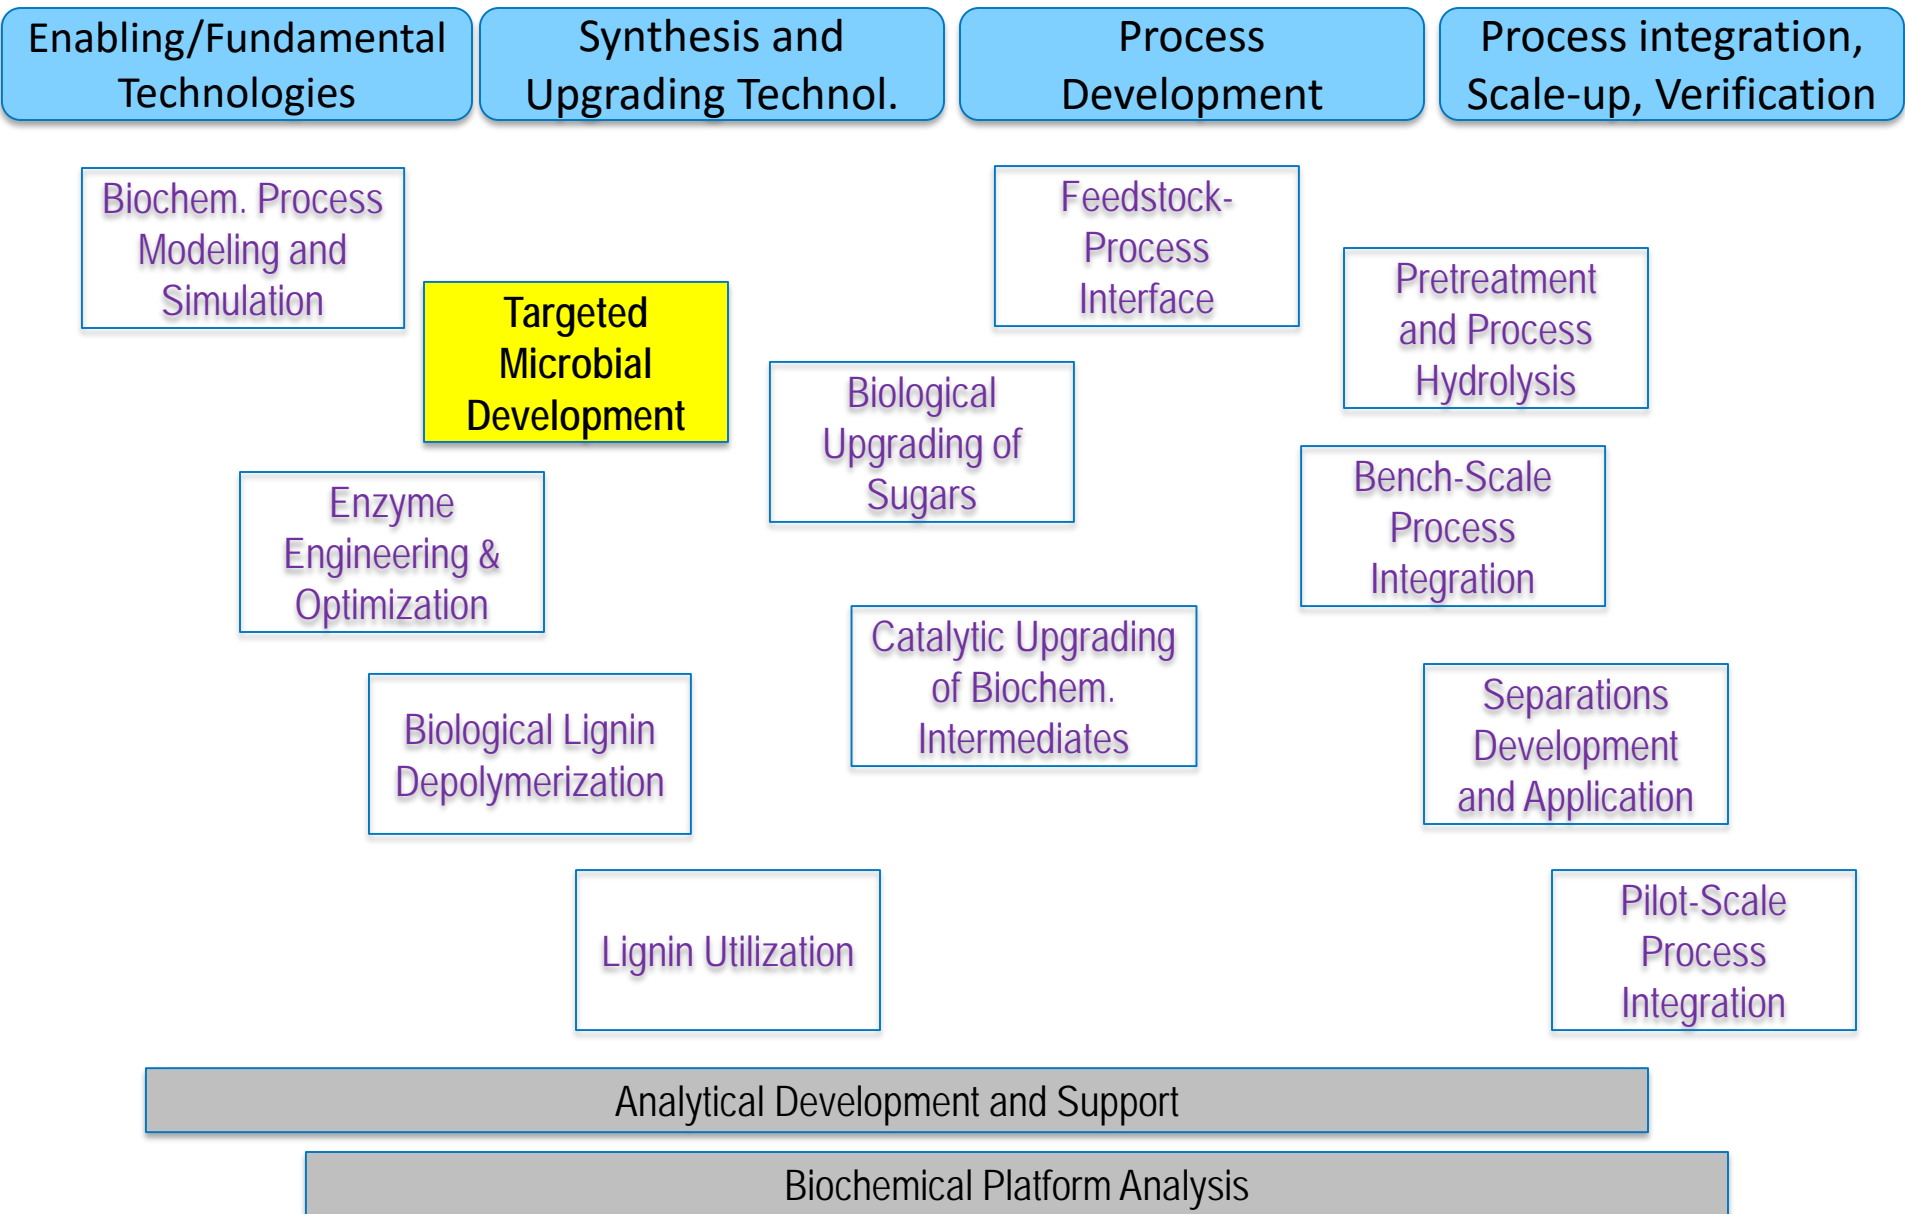 Enabling/Fundamental
Technologies
Synthesis and
Upgrading Technol.
Process
Development
Process integration,
Scale-up, Verification
Biochem. Process
Modeling and
Simulation
Targeted
Microbial
Development
Feedstock-
Process
Interface
Pretreatment
and Process
Hydrolysis
Biological
Upgrading of
Sugars
Enzyme
Engineering &
Optimization
Bench-Scale
Process
Integration
Catalytic Upgrading
of Biochem.
Intermediates
Biological Lignin
Depolymerization
Separations
Development
and Application
Lignin Utilization
Pilot-Scale
Process
Integration
Analytical Development and Support
Biochemical Platform Analysis